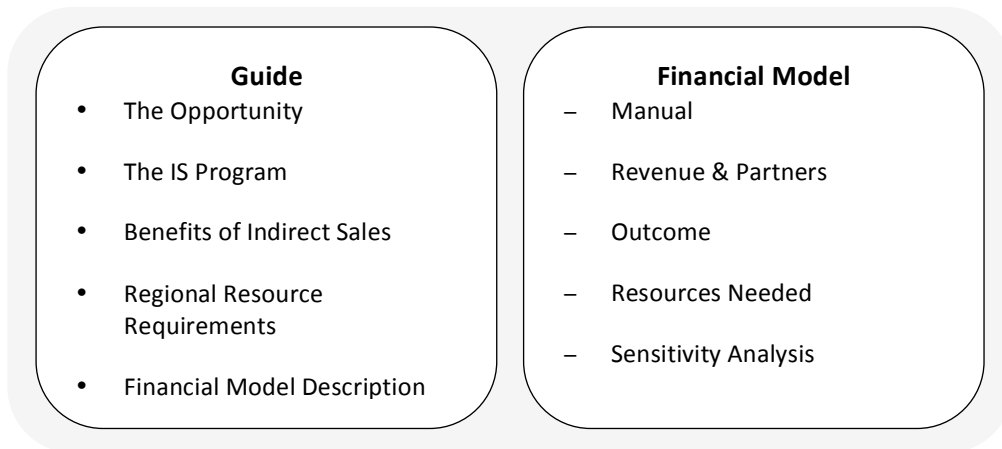 Guide
• The Opportunity
• The IS Program
• Benefits of Indirect Sales
• Regional Resource
Requirements
• Financial Model Description
Financial Model
– Manual
– Revenue & Partners
– Outcome
– Resources Needed
– Sensitivity Analysis